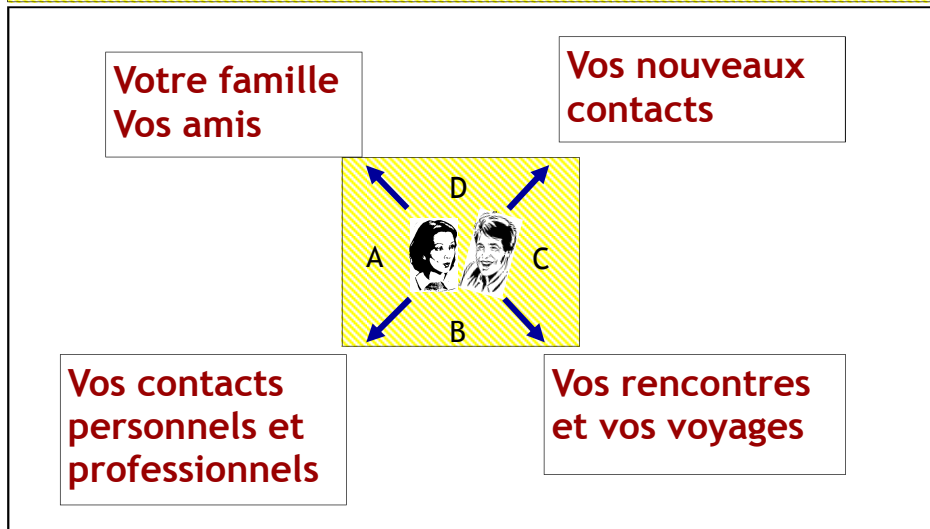 Votre famille
Vos amis
Vos nouveaux
contacts
D
A
C
B
Vos contacts
personnels et
professionnels
Vos rencontres
et vos voyages